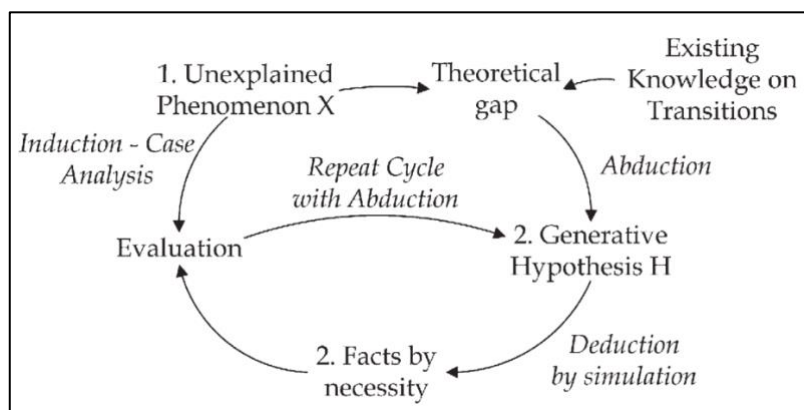 1. Unexplained
Phenomenon X
Theoretical
gap
Existing
Knowledge on
Transitions
Induction - Case
Analysis
Repeat Cycle
with Abduction
Abduction
Evaluation
2. Generative
Hypothesis H
2. Facts by
necessity
Deduction
by simulation